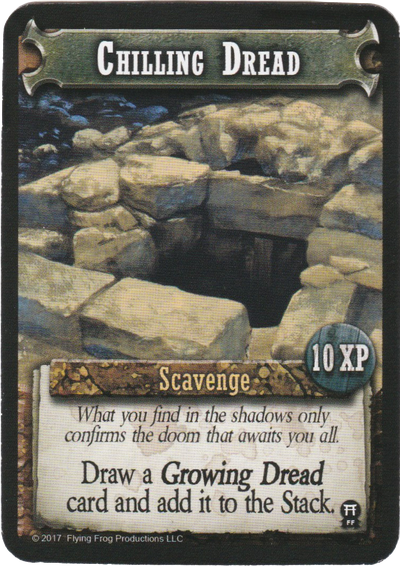 Chilling Dread
10 XP
Scavenge
What you find in the shadows only
confirms the doom that awaits you all.
Draw a Growing Dread
card and add it to the Stack.
FF
© 2017 Flying Frog Productions LLC